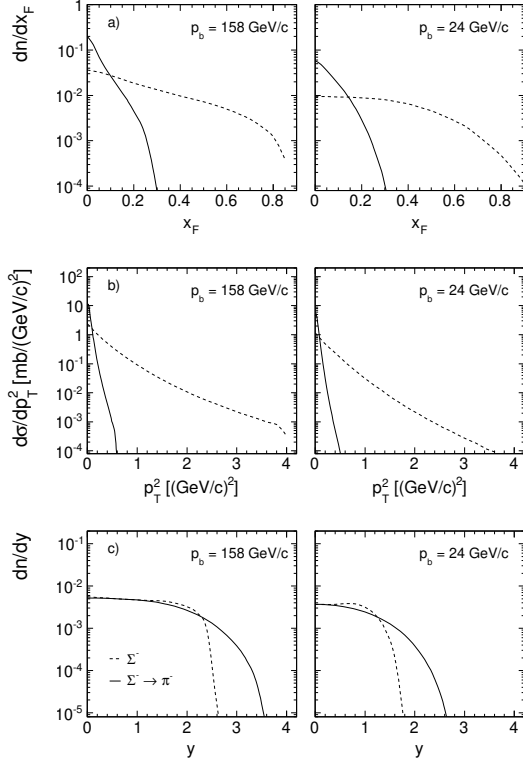 dn/dx_F
a)
p_b = 158 GeV/c
p_b = 24 GeV/c
1
10^-1
10^-2
10^-3
10^-4
0 0.2 0.4 0.6 0.8
0 0.2 0.4 0.6 0.8
x_F
x_F
dσ/dp_T^2 [mb/(GeV/c)^2]
b)
p_b = 158 GeV/c
p_b = 24 GeV/c
10^2
10
1
10^-1
10^-2
10^-3
10^-4
0 1 2 3 4
0 1 2 3 4
p_T^2 [(GeV/c)^2]
p_T^2 [(GeV/c)^2]
dn/dy
c)
p_b = 158 GeV/c
p_b = 24 GeV/c
10^-1
10^-2
10^-3
10^-4
10^-5
Σ^-
Σ^- → π^-
0 1 2 3 4
0 1 2 3 4
y
y